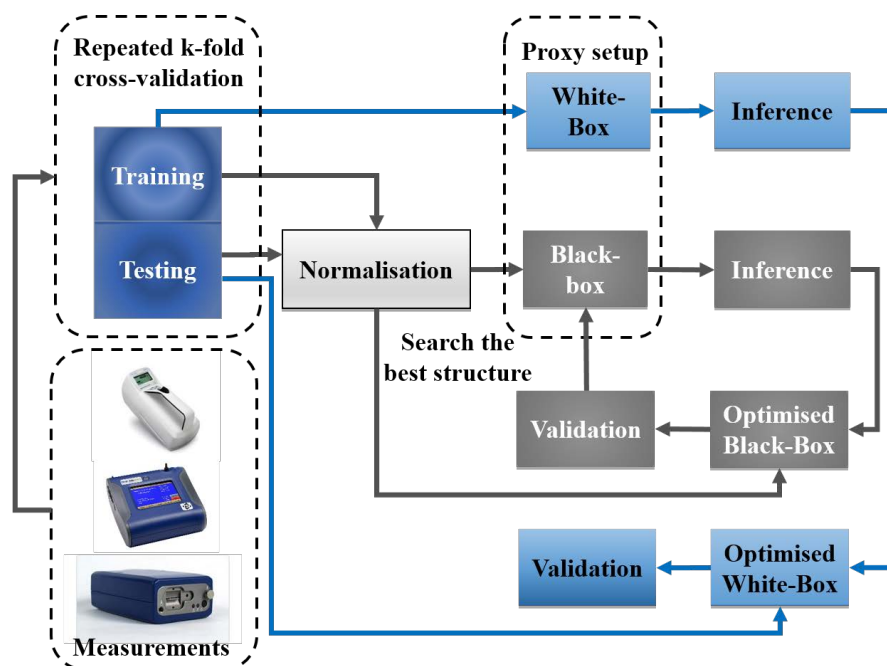 Repeated k-fold
cross-validation
Proxy setup
White-
Box
Inference
Training
Testing
Normalisation
Black-
box
Inference
Search the
best structure
Validation
Optimised
Black-Box
Validation
Optimised
White-Box
Measurements